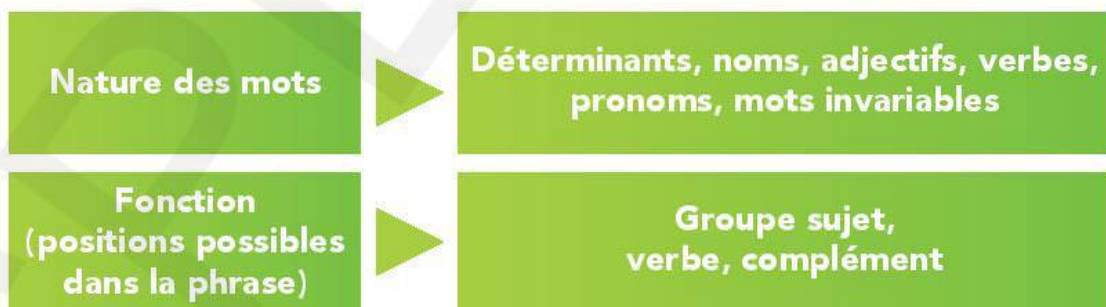 Nature des mots
Déterminants, noms, adjectifs, verbes,
pronoms, mots invariables
Fonction
(positions possibles
dans la phrase)
Groupe sujet,
verbe, complément